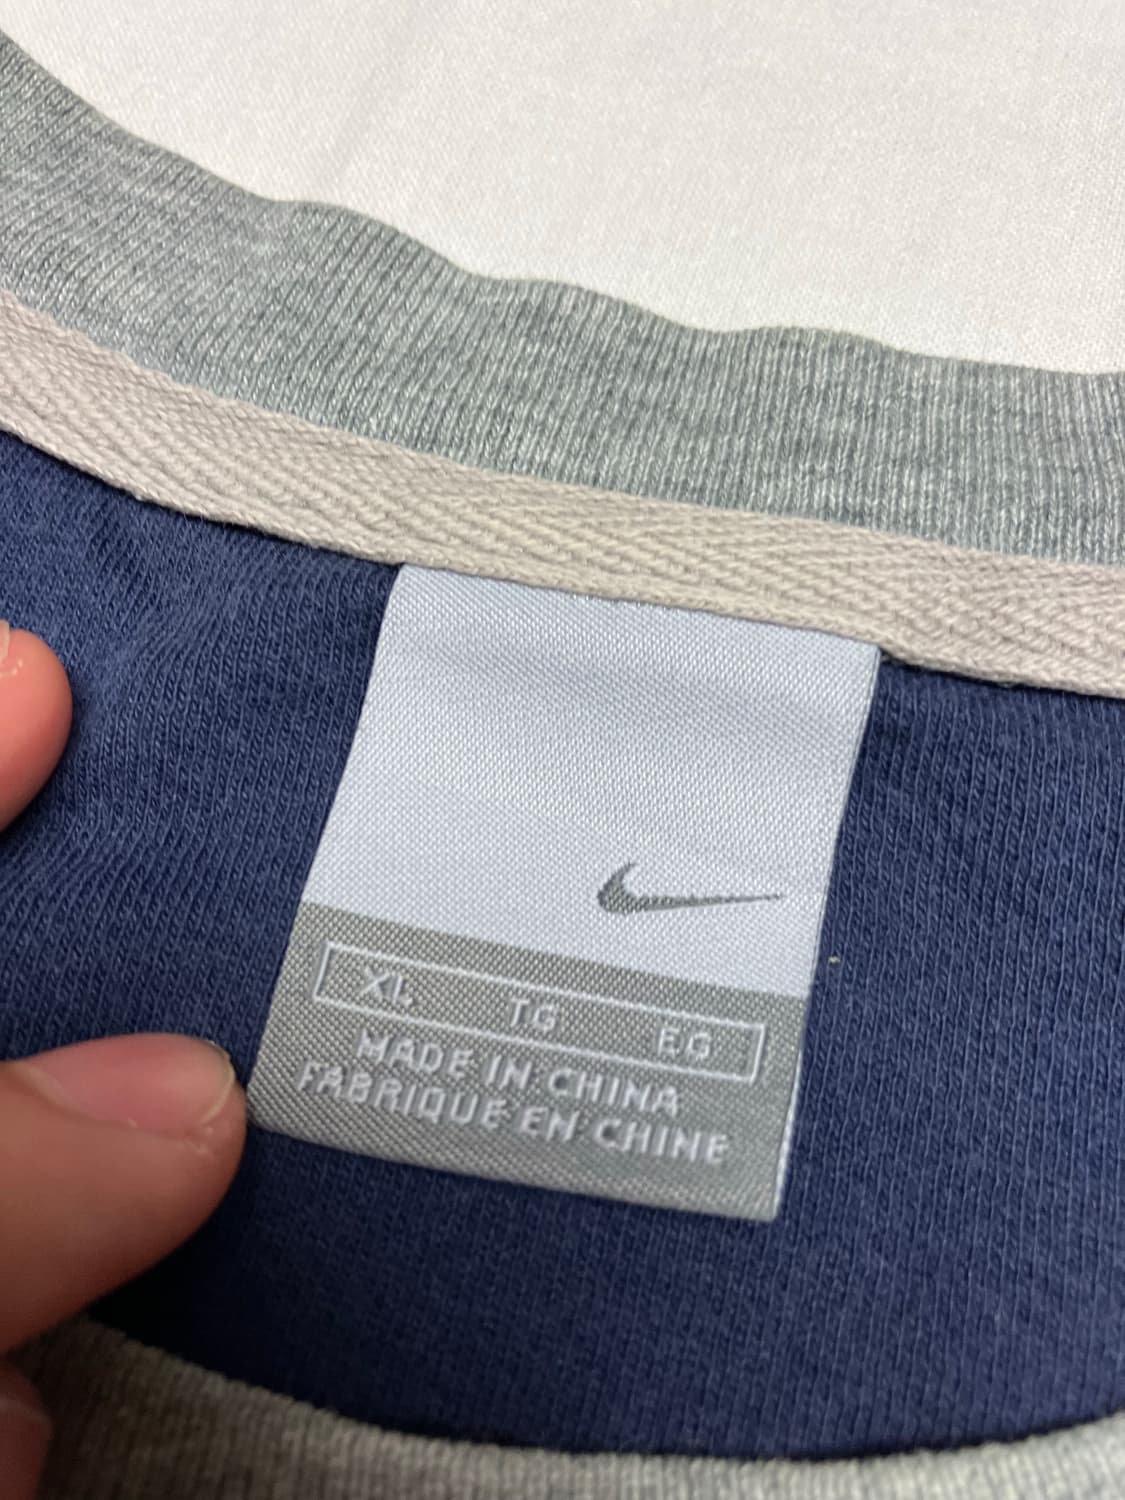 XL TG EG
MADE IN CHINA
FABRIQUE EN CHINE